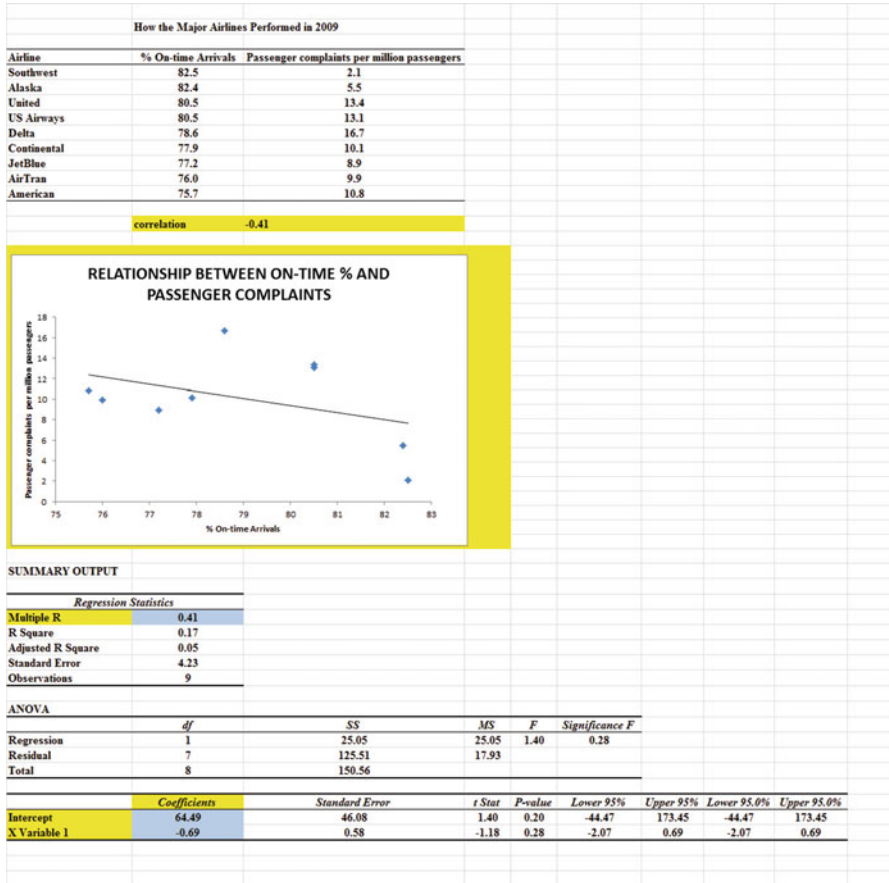 How the Major Airlines Performed in 2009
Airline % On-time Arrivals Passenger complaints per million passengers
Southwest 82.5 2.1
Alaska 82.4 5.5
United 80.5 13.4
US Airways 80.5 13.1
Delta 78.6 16.7
Continental 77.9 10.1
JetBlue 77.2 8.9
AirTran 76.0 9.9
American 75.7 10.8
correlation -0.41
RELATIONSHIP BETWEEN ON-TIME % AND
PASSENGER COMPLAINTS
Passenger complaints per million passengers
18
16
14
12
10
8
6
4
2
0
75 76 77 78 79 80 81 82 83
% On-time Arrivals
SUMMARY OUTPUT
Regression Statistics
Multiple R 0.41
R Square 0.17
Adjusted R Square 0.05
Standard Error 4.23
Observations 9
ANOVA
df SS MS F Significance F
Regression 1 25.05 25.05 1.40 0.28
Residual 7 125.51 17.93
Total 8 150.56
Coefficients Standard Error t Stat P-value Lower 95% Upper 95% Lower 95.0% Upper 95.0%
Intercept 64.49 46.08 1.40 0.20 -44.47 173.45 -44.47 173.45
X Variable 1 -0.69 0.58 -1.18 0.28 -2.07 0.69 -2.07 0.69